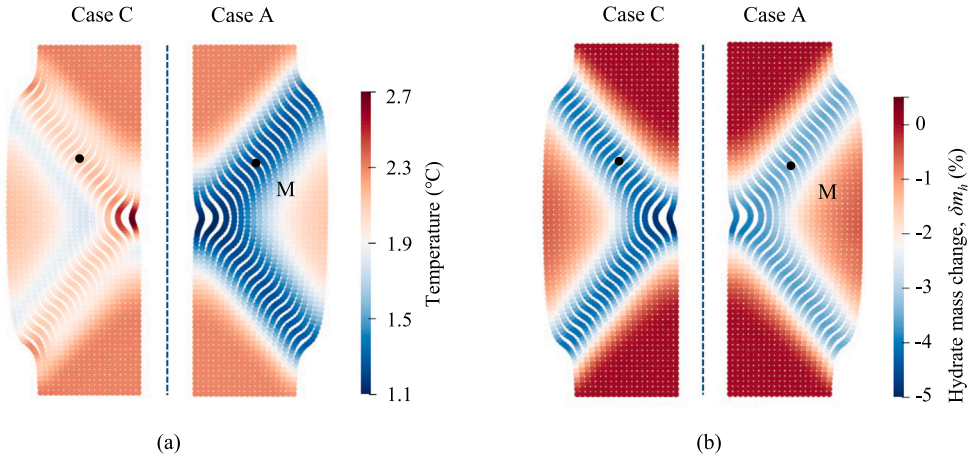 Case C
Case A
2.7
2.3
1.9
1.5
1.1
Temperature (°C)
M
(a)
Case C
Case A
0
-1
-2
-3
-4
-5
Hydrate mass change, δm_h (%)
M
(b)